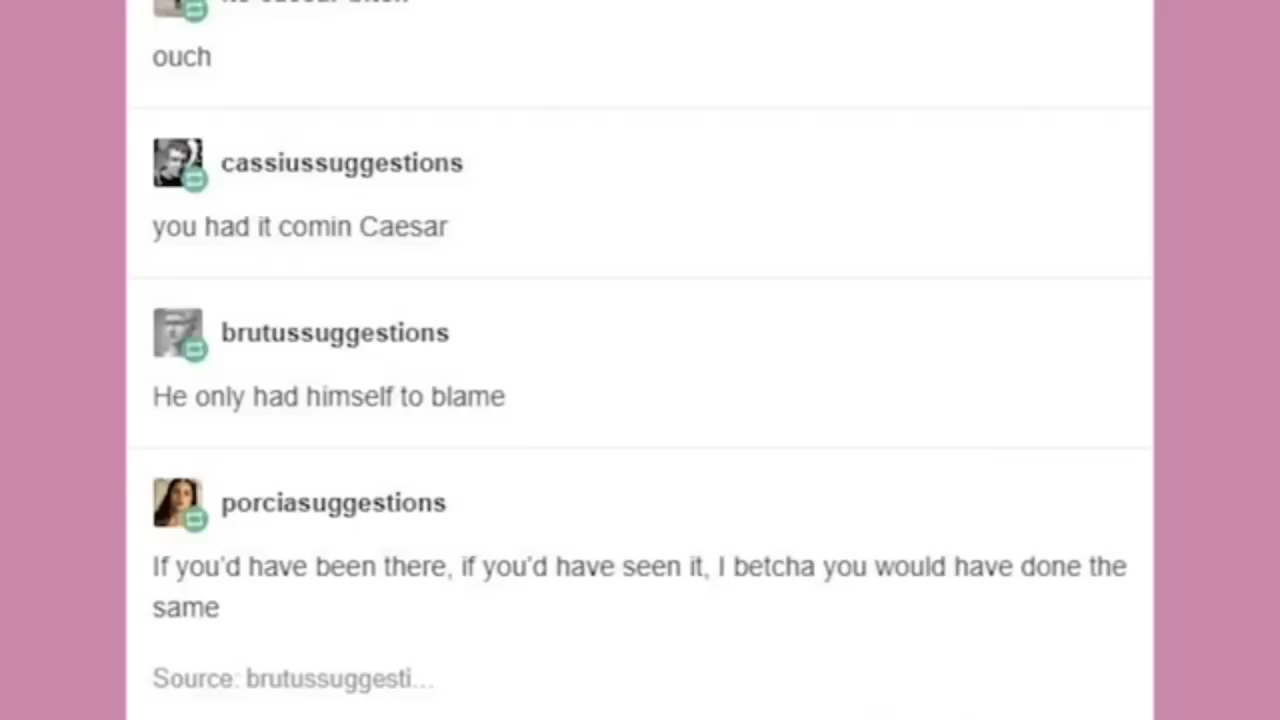 ouch
cassiussuggestions
you had it comin Caesar
brutussuggestions
He only had himself to blame
porciasuggestions
If you'd have been there, if you'd have seen it, I betcha you would have done the
same
Source: brutussuggesti...